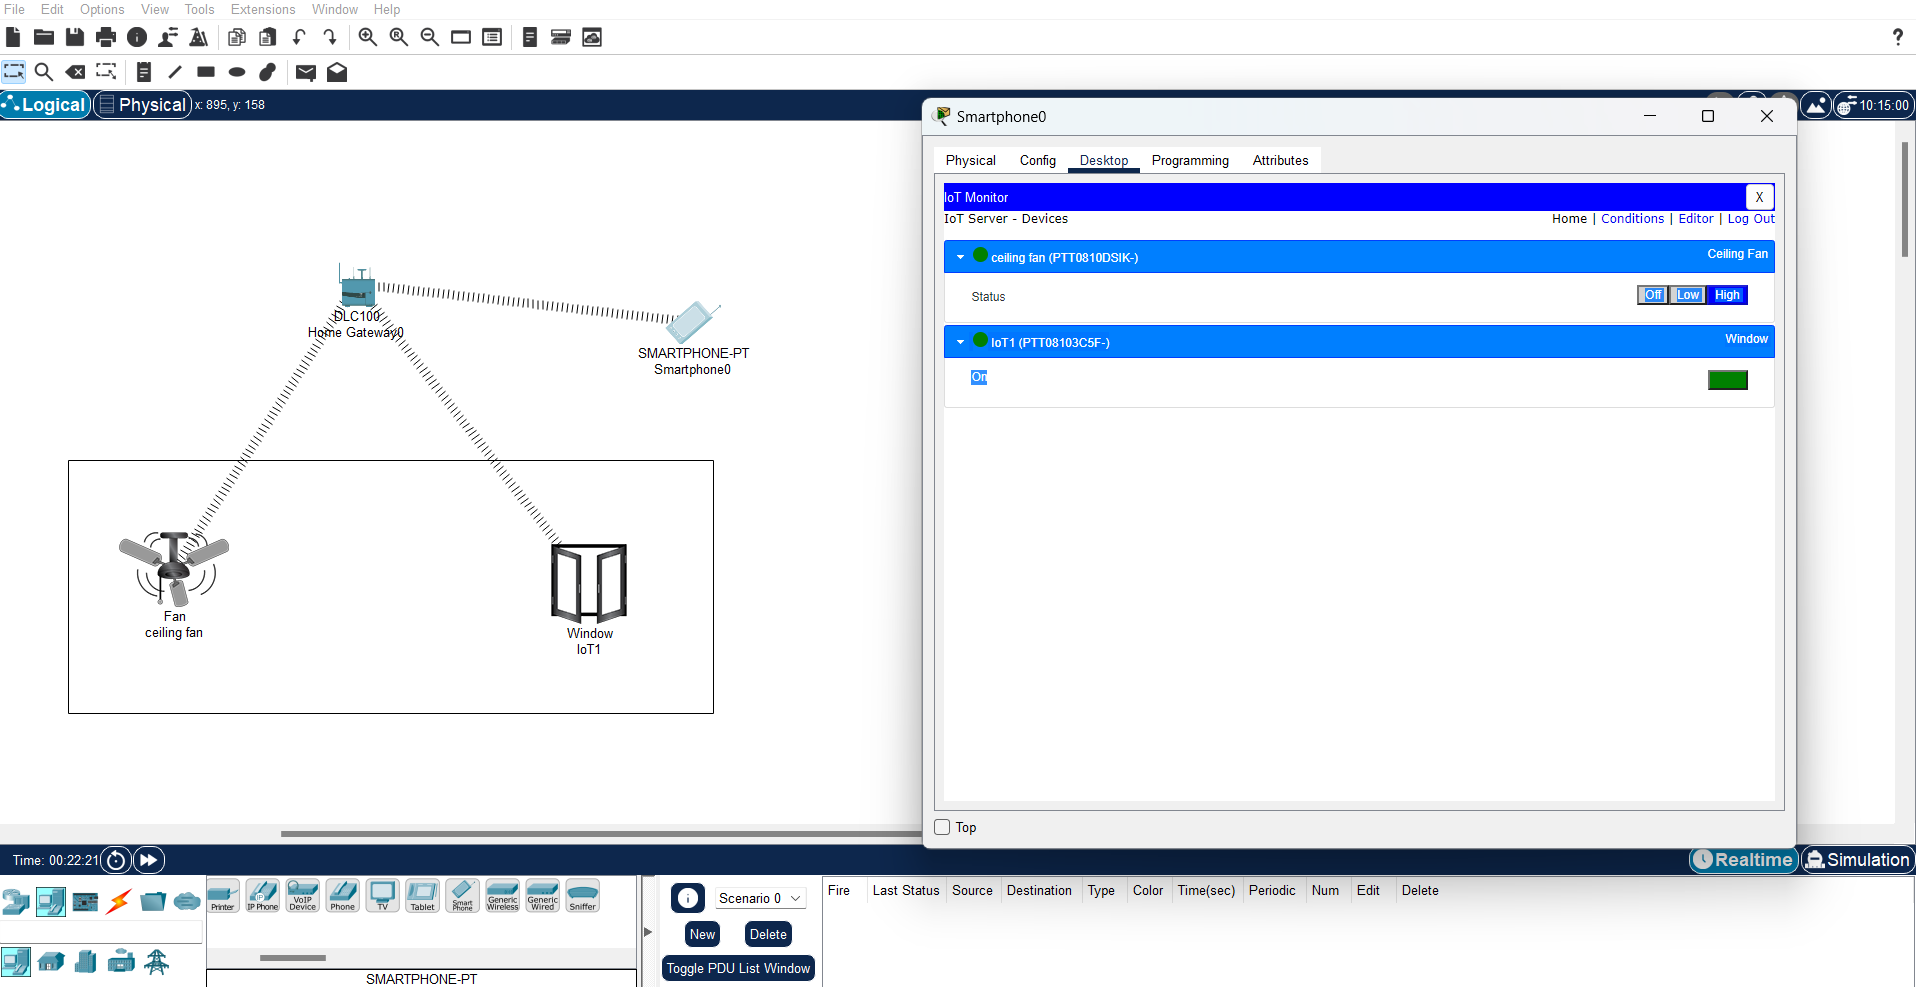 File Edit Options View Tools Extensions Window Help
?
Logical Physical x: 895, y: 158
10:15:00
DLC100
Home Gateway0
SMARTPHONE-PT
Smartphone0
Fan
ceiling fan
Window
IoT1
Smartphone0
Physical Config Desktop Programming Attributes
IoT Monitor X
IoT Server - Devices Home | Conditions | Editor | Log Out
ceiling fan (PTT0810DSIK-) Ceiling Fan
Status Off Low High
IoT1 (PTT08103C5F-) Window
On
Top
Time: 00:22:21
Realtime Simulation
Printer IP Phone VoIP Device Phone TV Tablet Smart Phone Generic Wireless Generic Wired Sniffer
SMARTPHONE-PT
Scenario 0
New Delete
Toggle PDU List Window
Fire Last Status Source Destination Type Color Time(sec) Periodic Num Edit Delete